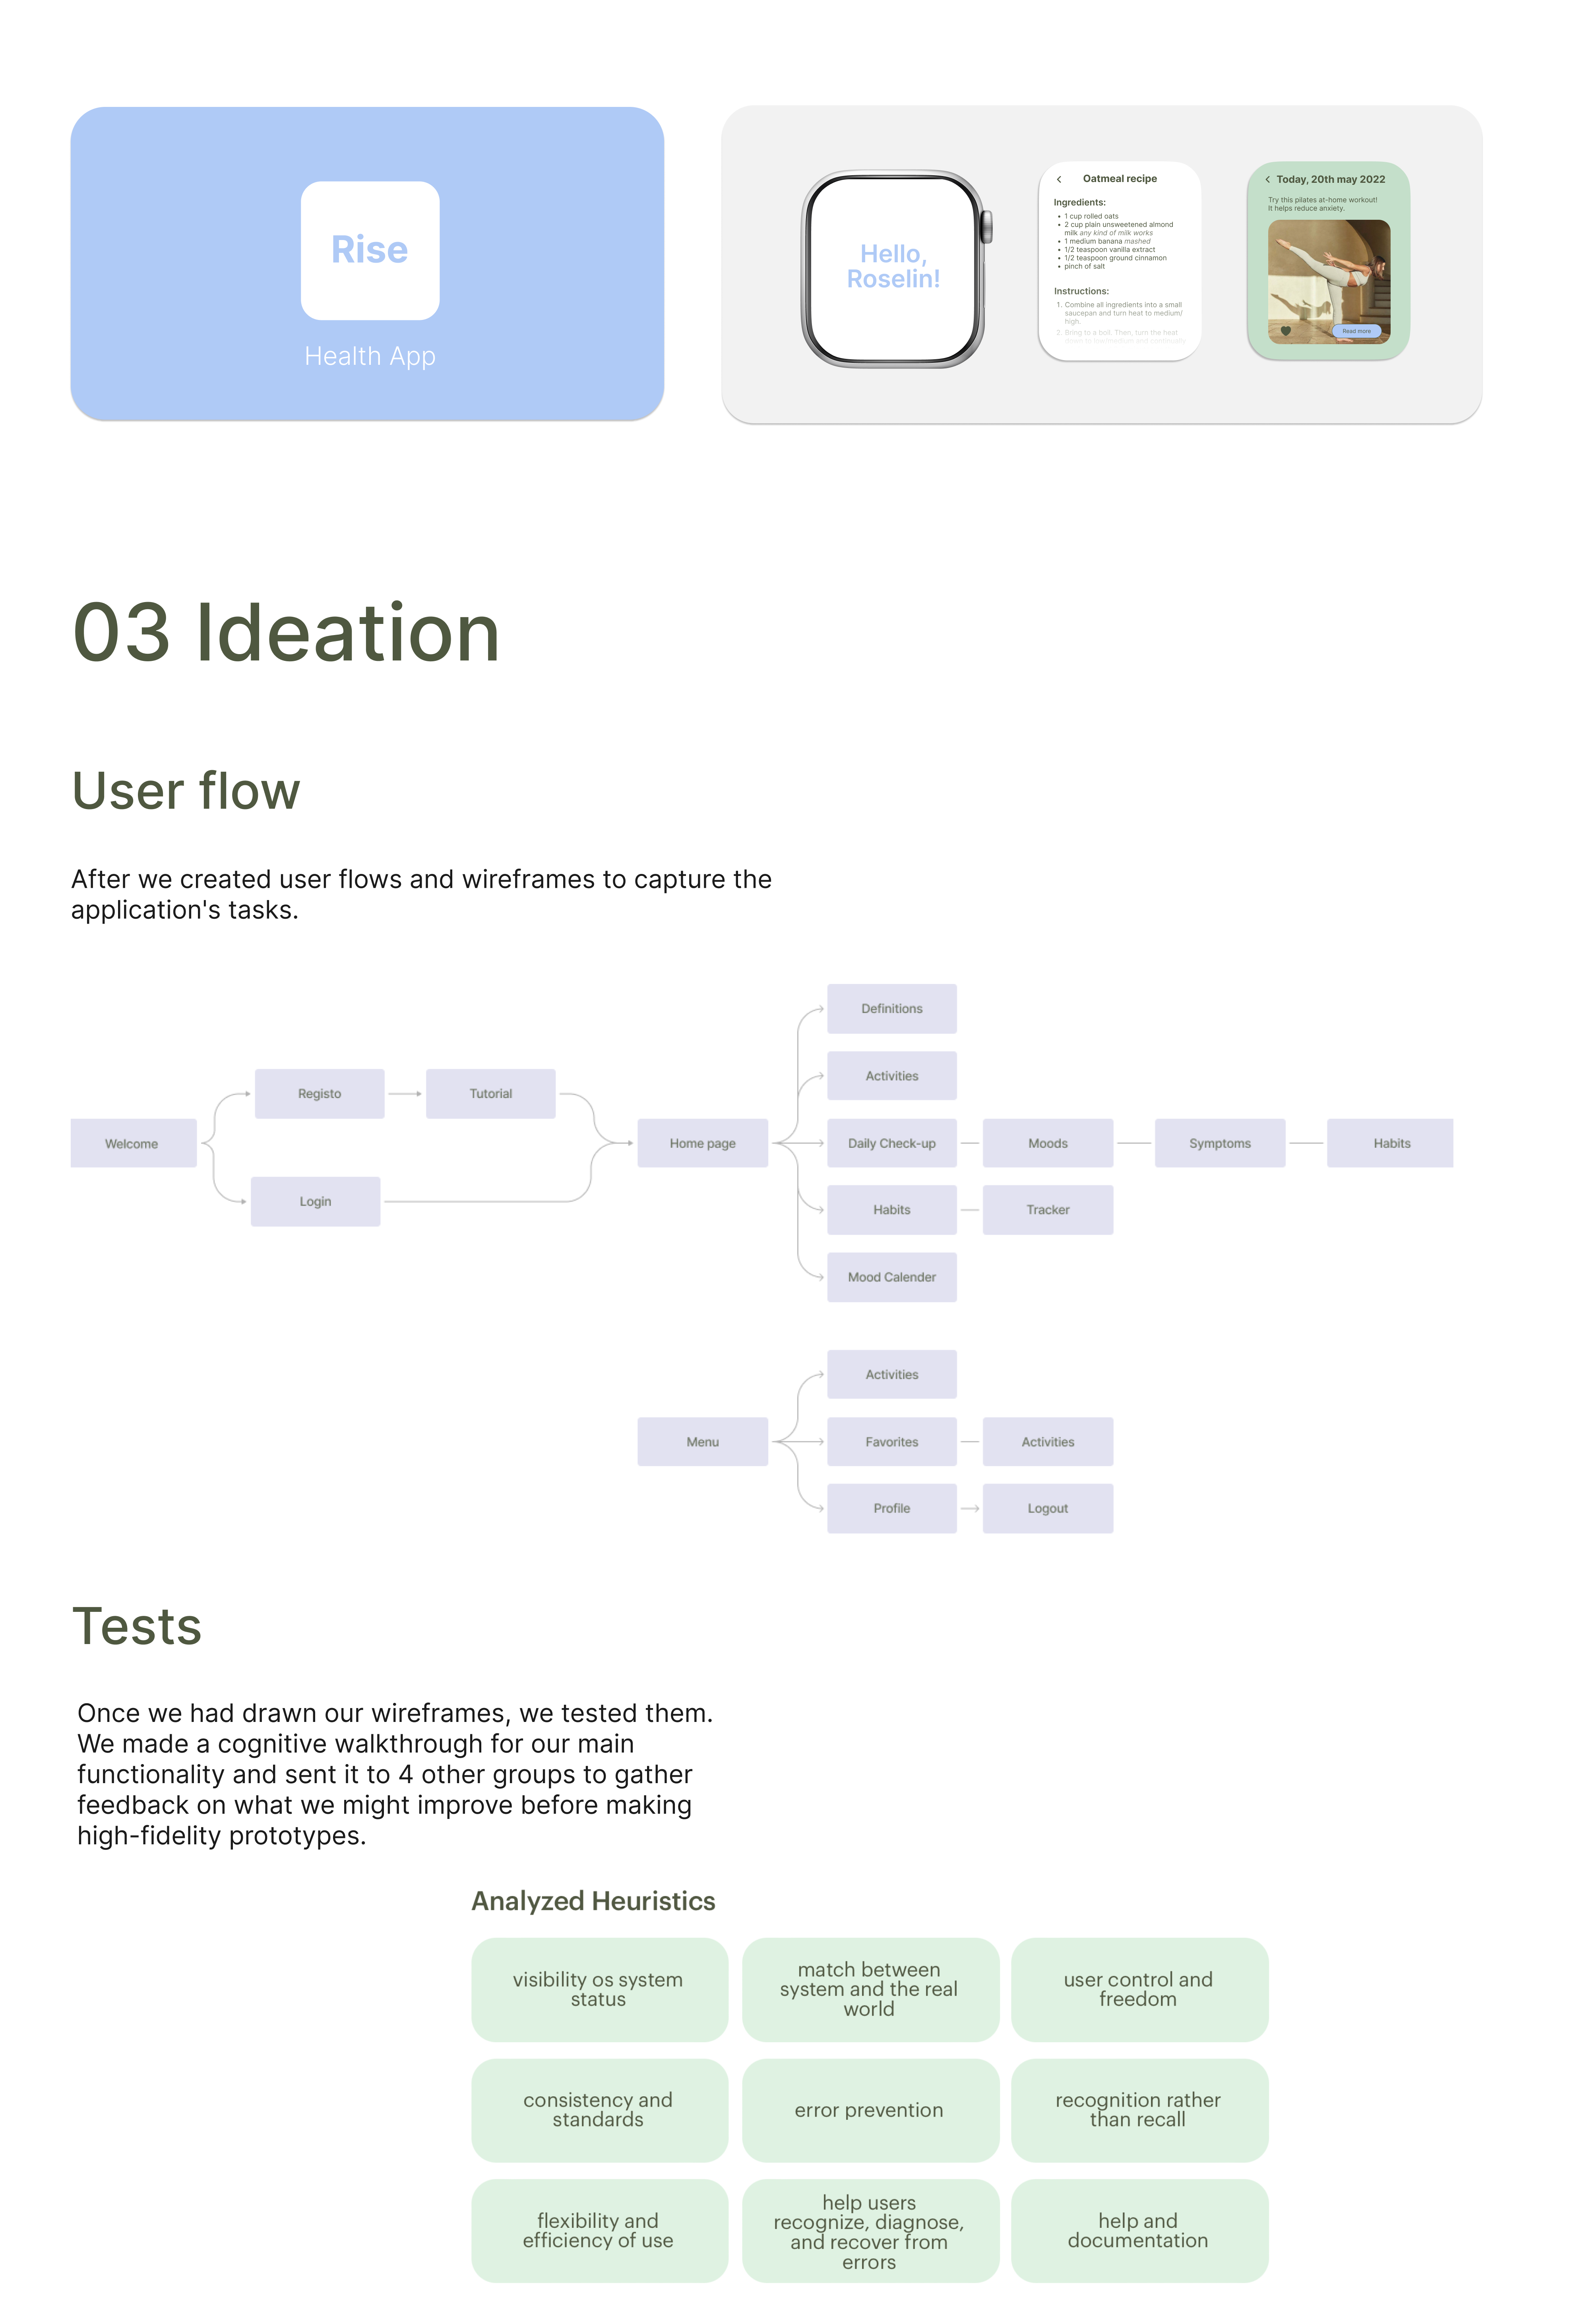 Rise
Health App
Hello,
Roselin!
Oatmeal recipe
Ingredients:
• 1 cup rolled oats
• 2 cup plain unsweetened almond
milk any kind of milk works
• 1 medium banana mashed
• 1/2 teaspoon vanilla extract
• 1/2 teaspoon ground cinnamon
• pinch of salt
Instructions:
1. Combine all ingredients into a small
saucepan and turn heat to medium/
high.
2. Bring to a boil. Then, turn the heat
Today, 20th may 2022
Try this pilates at-home workout!
It helps reduce anxiety.
Read more
03 Ideation
User flow
After we created user flows and wireframes to capture the
application's tasks.
Definitions
Activities
Registo
Tutorial
Welcome
Home page
Daily Check-up
Moods
Symptoms
Habits
Login
Habits
Tracker
Mood Calender
Activities
Menu
Favorites
Activities
Profile
Logout
Tests
Once we had drawn our wireframes, we tested them.
We made a cognitive walkthrough for our main
functionality and sent it to 4 other groups to gather
feedback on what we might improve before making
high-fidelity prototypes.
Analyzed Heuristics
visibility os system
status
match between
system and the real
world
user control and
freedom
consistency and
standards
error prevention
recognition rather
than recall
flexibility and
efficiency of use
help users
recognize, diagnose,
and recover from
errors
help and
documentation